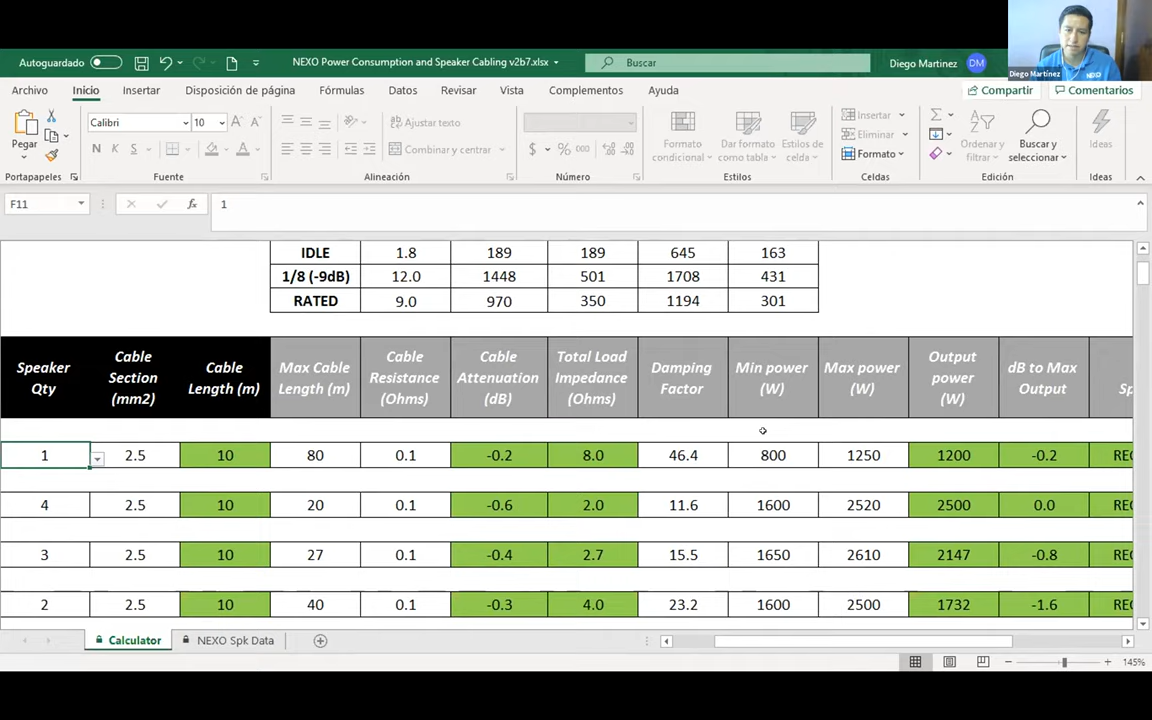 Autoguardado
NEXO Power Consumption and Speaker Cabling v2b7.xlsx
Buscar
Diego Martinez
DM
Diego Martinez
Archivo
Inicio
Insertar
Disposición de página
Fórmulas
Datos
Revisar
Vista
Complementos
Ayuda
Compartir
Comentarios
Pegar
Calibri
10
N K S
Ajustar texto
Combinar y centrar
$ % 000
Formato condicional
Dar formato como tabla
Estilos de celda
Insertar
Eliminar
Formato
Ordenar y filtrar
Buscar y seleccionar
Ideas
Portapapeles
Fuente
Alineación
Número
Estilos
Celdas
Edición
Ideas
F11
fx
1
IDLE 1.8 189 189 645 163
1/8 (-9dB) 12.0 1448 501 1708 431
RATED 9.0 970 350 1194 301
Speaker Qty
Cable Section (mm2)
Cable Length (m)
Max Cable Length (m)
Cable Resistance (Ohms)
Cable Attenuation (dB)
Total Load Impedance (Ohms)
Damping Factor
Min power (W)
Max power (W)
Output power (W)
dB to Max Output
Sp
1 2.5 10 80 0.1 -0.2 8.0 46.4 800 1250 1200 -0.2 REC
4 2.5 10 20 0.1 -0.6 2.0 11.6 1600 2520 2500 0.0 REC
3 2.5 10 27 0.1 -0.4 2.7 15.5 1650 2610 2147 -0.8 REC
2 2.5 10 40 0.1 -0.3 4.0 23.2 1600 2500 1732 -1.6 REC
Calculator
NEXO Spk Data
145%